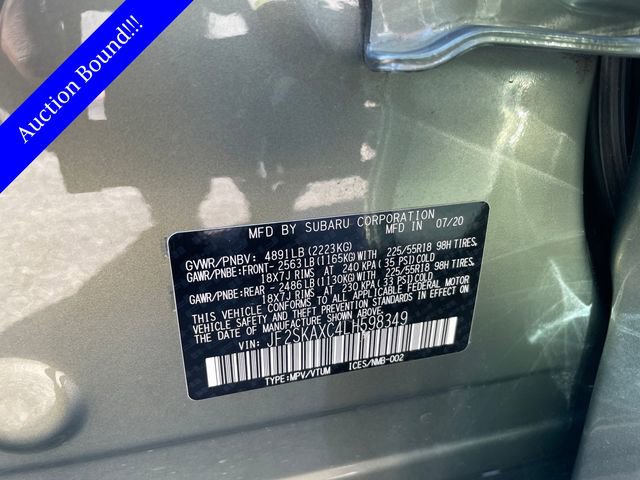 Auction Bound!!!
MFD BY SUBARU CORPORATION
MFD IN 07/20
GVWR/PNBV: 4891LB (2223KG)
GAWR/PNBE:FRONT-2563LB(1165KG)WITH 225/55R18 98H TIRES,
18X7J RIMS AT 240 KPA(35 PSI)COLD
GAWR/PNBE:REAR -2486LB(1130KG)WITH 225/55R18 98H TIRES,
18X7J RIMS AT 230 KPA(33 PSI)COLD
THIS VEHICLE CONFORMS TO ALL APPLICABLE FEDERAL MOTOR
VEHICLE SAFETY AND THEFT PREVENTION STANDARDS IN EFFECT
ON THE DATE OF MANUFACTURE SHOWN ABOVE.
VIN: JF2SKAXC4LH598349
TYPE:MPV/VTUM ICES/NMB-002